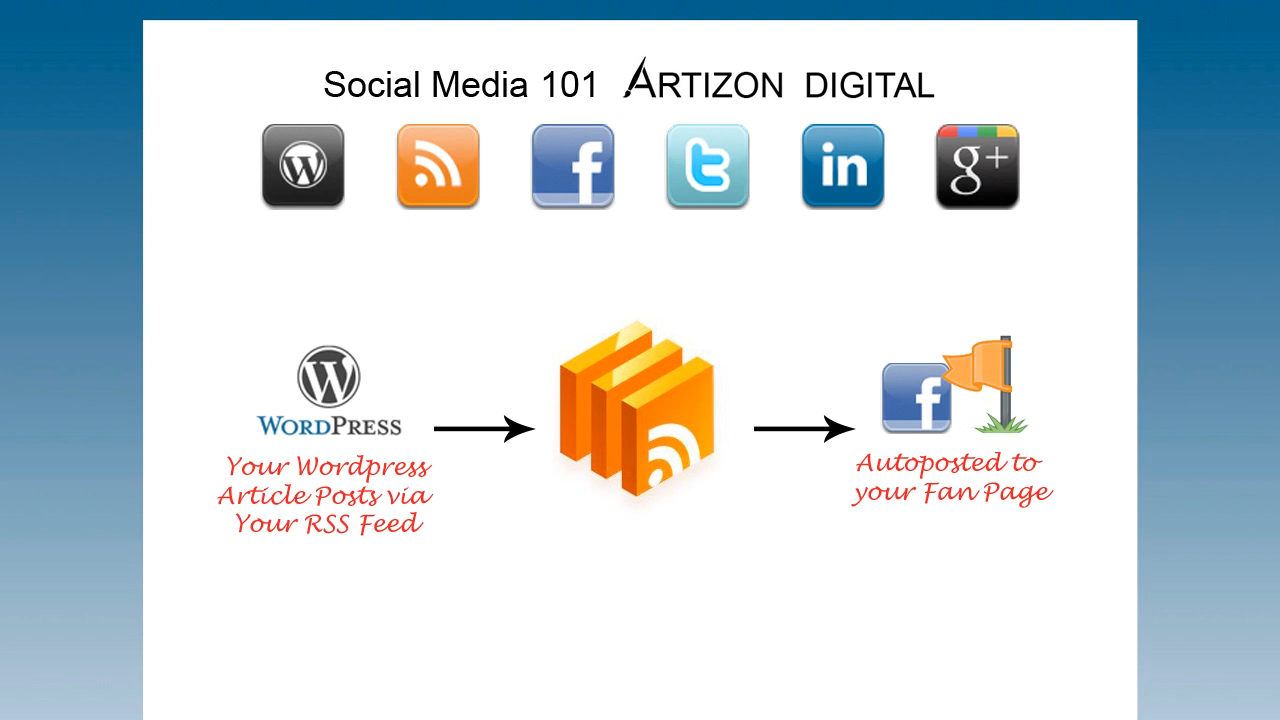 Social Media 101 ARTIZON DIGITAL
in
g+
WORDPRESS
Your Wordpress
Article Posts via
Your RSS Feed
Autoposted to
your Fan Page